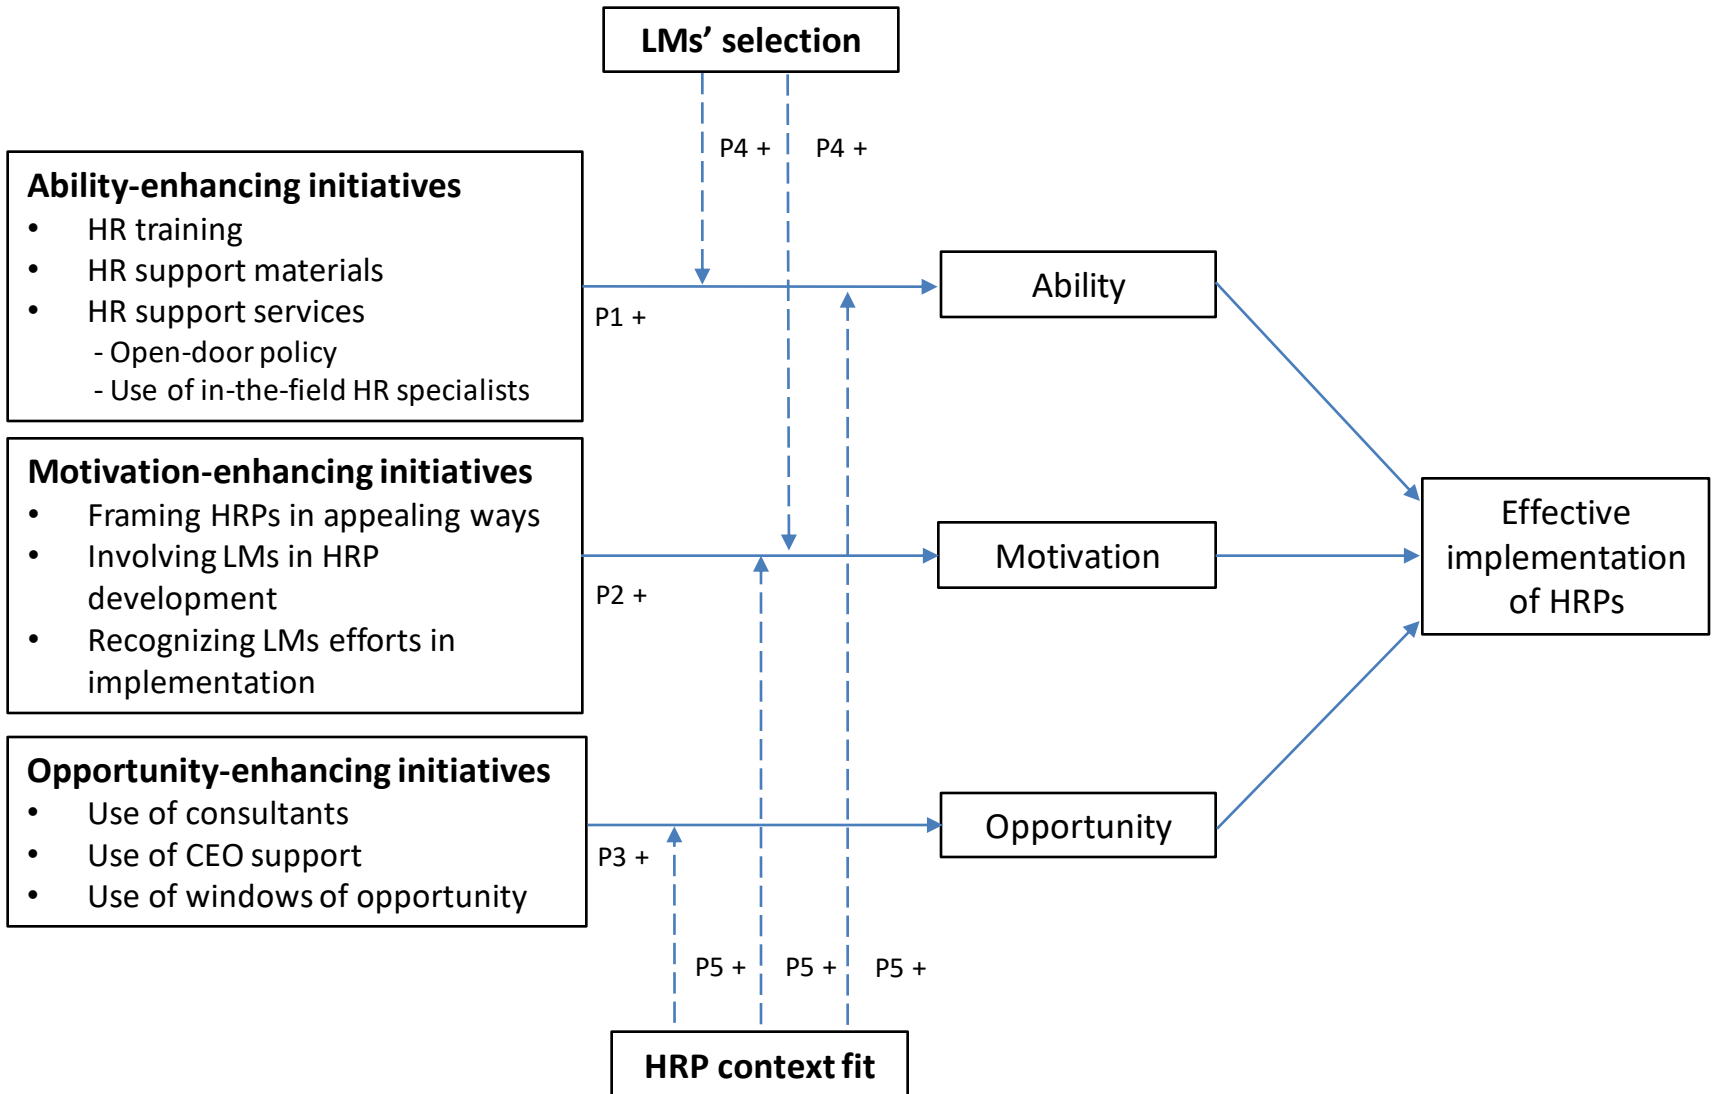 LMs' selection
P4 +
P4 +
Ability-enhancing initiatives
• HR training
• HR support materials
• HR support services
- Open-door policy
- Use of in-the-field HR specialists
P1 +
Ability
Motivation-enhancing initiatives
• Framing HRPs in appealing ways
• Involving LMs in HRP
development
• Recognizing LMs efforts in
implementation
P2 +
Motivation
Effective
implementation
of HRPs
Opportunity-enhancing initiatives
• Use of consultants
• Use of CEO support
• Use of windows of opportunity
P3 +
Opportunity
P5 +
P5 +
P5 +
HRP context fit